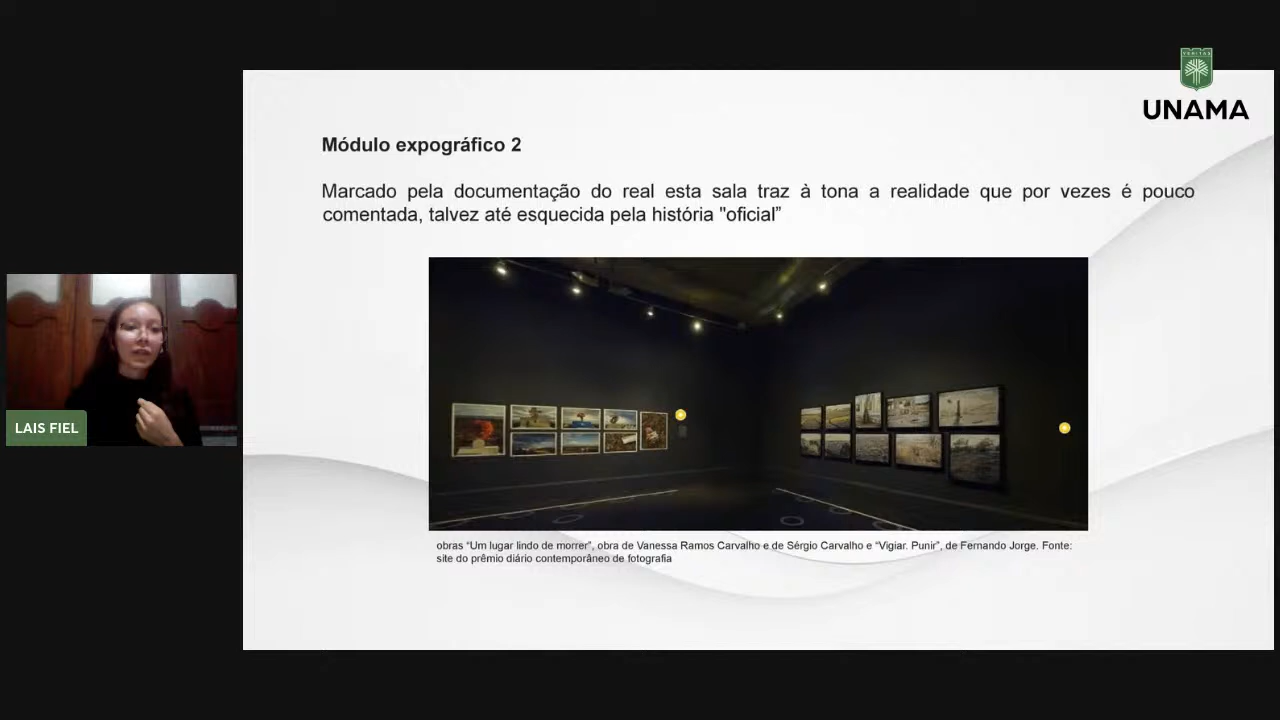 UNAMA
Módulo expográfico 2
Marcado pela documentação do real esta sala traz à tona a realidade que por vezes é pouco
comentada, talvez até esquecida pela história "oficial”
LAIS FIEL
obras “Um lugar lindo de morrer”, obra de Vanessa Ramos Carvalho e de Sérgio Carvalho e “Vigiar. Punir”, de Fernando Jorge. Fonte:
site do prêmio diário contemporâneo de fotografia